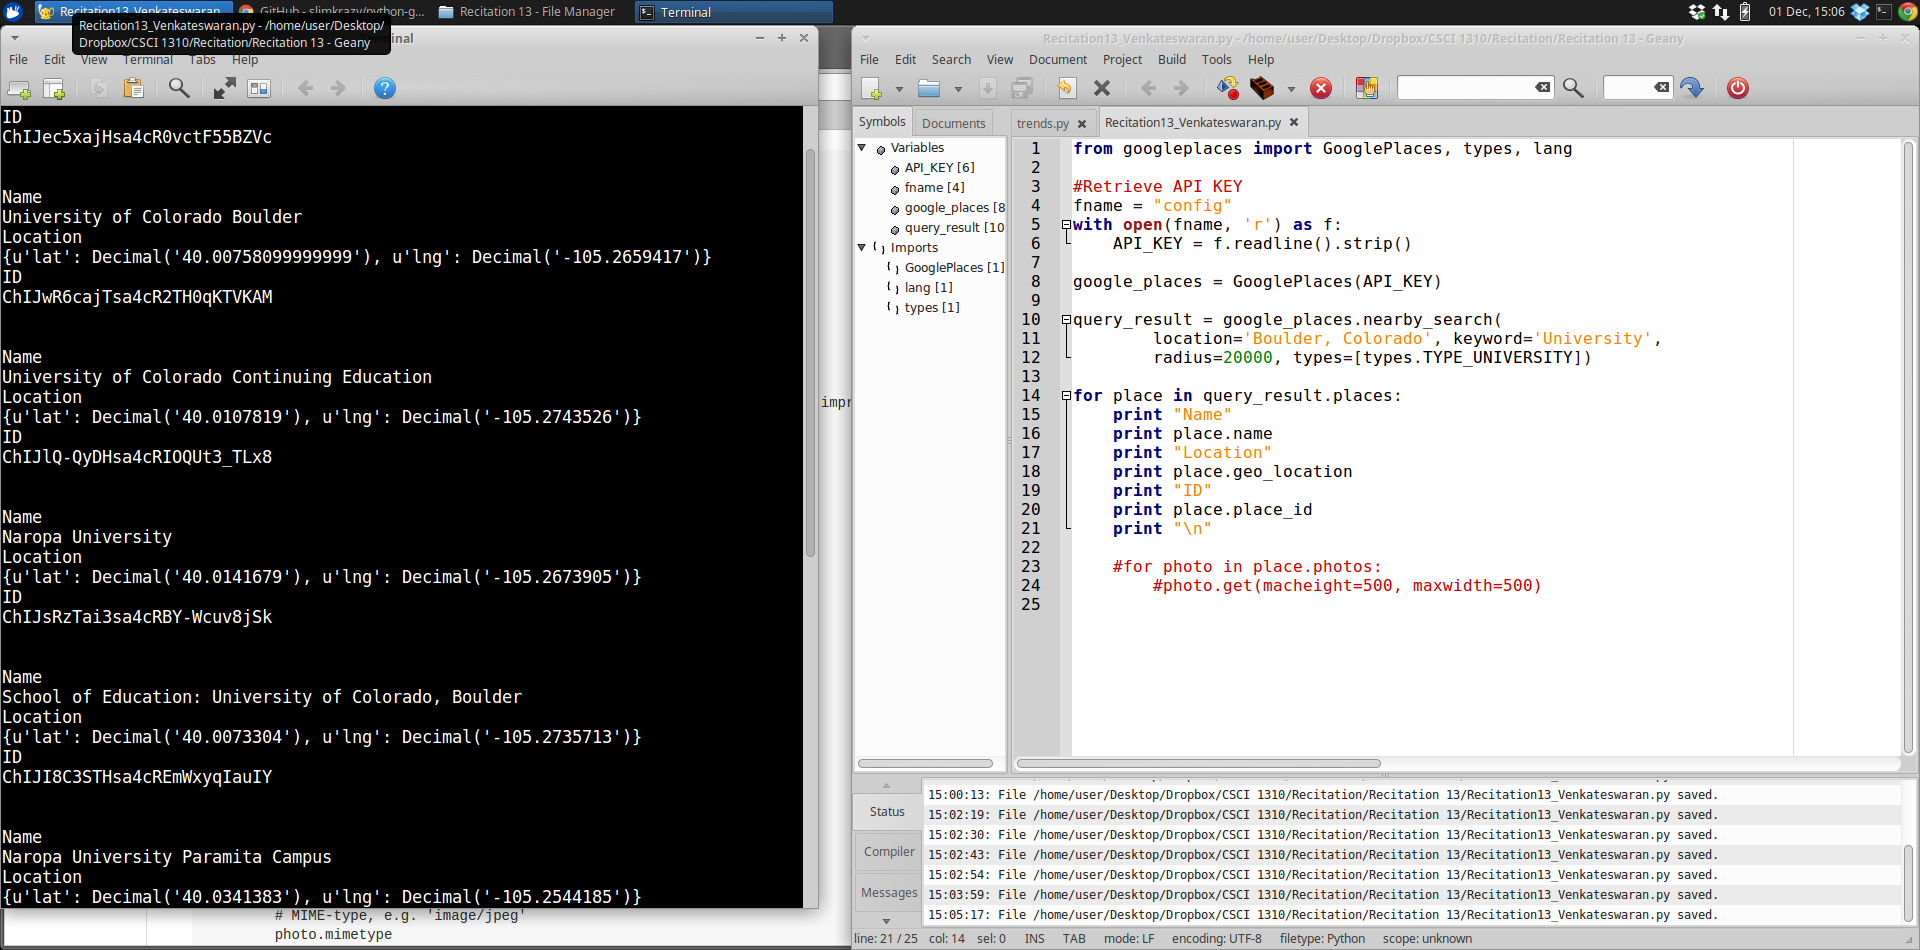 Recitation13_Venkateswaran...
GitHub - slimkrazy/python-g...
Recitation 13 - File Manager
Terminal
01 Dec, 15:06
Recitation13_Venkateswaran.py - /home/user/Desktop/
Dropbox/CSCI 1310/Recitation/Recitation 13 - Geany
File Edit View Terminal Tabs Help
ID
ChIJec5xajHsa4cR0vctF55BZVc
Name
University of Colorado Boulder
Location
{u'lat': Decimal('40.00758099999999'), u'lng': Decimal('-105.2659417')}
ID
ChIJwR6cajTsa4cR2TH0qKTVKAM
Name
University of Colorado Continuing Education
Location
{u'lat': Decimal('40.0107819'), u'lng': Decimal('-105.2743526')}
ID
ChIJlQ-QyDHsa4cRIOQUt3_TLx8
Name
Naropa University
Location
{u'lat': Decimal('40.0141679'), u'lng': Decimal('-105.2673905')}
ID
ChIJsRzTai3sa4cRBY-Wcuv8jSk
Name
School of Education: University of Colorado, Boulder
Location
{u'lat': Decimal('40.0073304'), u'lng': Decimal('-105.2735713')}
ID
ChIJI8C3STHsa4cREmWxyqIauIY
Name
Naropa University Paramita Campus
Location
{u'lat': Decimal('40.0341383'), u'lng': Decimal('-105.2544185')}
# MIME-type, e.g. 'image/jpeg'
photo.mimetype
impr
Recitation13_Venkateswaran.py - /home/user/Desktop/Dropbox/CSCI 1310/Recitation/Recitation 13 - Geany
File Edit Search View Document Project Build Tools Help
Symbols Documents
Variables
API_KEY [6]
fname [4]
google_places [8
query_result [10
Imports
GooglePlaces [1]
lang [1]
types [1]
trends.py
Recitation13_Venkateswaran.py
1 from googleplaces import GooglePlaces, types, lang
2
3 #Retrieve API KEY
4 fname = "config"
5 with open(fname, 'r') as f:
6     API_KEY = f.readline().strip()
7
8 google_places = GooglePlaces(API_KEY)
9
10 query_result = google_places.nearby_search(
11         location='Boulder, Colorado', keyword='University',
12         radius=20000, types=[types.TYPE_UNIVERSITY])
13
14 for place in query_result.places:
15     print "Name"
16     print place.name
17     print "Location"
18     print place.geo_location
19     print "ID"
20     print place.place_id
21     print "\n"
22
23     #for photo in place.photos:
24         #photo.get(macheight=500, maxwidth=500)
25
Status
Compiler
Messages
15:00:13: File /home/user/Desktop/Dropbox/CSCI 1310/Recitation/Recitation 13/Recitation13_Venkateswaran.py saved.
15:02:19: File /home/user/Desktop/Dropbox/CSCI 1310/Recitation/Recitation 13/Recitation13_Venkateswaran.py saved.
15:02:30: File /home/user/Desktop/Dropbox/CSCI 1310/Recitation/Recitation 13/Recitation13_Venkateswaran.py saved.
15:02:43: File /home/user/Desktop/Dropbox/CSCI 1310/Recitation/Recitation 13/Recitation13_Venkateswaran.py saved.
15:02:54: File /home/user/Desktop/Dropbox/CSCI 1310/Recitation/Recitation 13/Recitation13_Venkateswaran.py saved.
15:03:59: File /home/user/Desktop/Dropbox/CSCI 1310/Recitation/Recitation 13/Recitation13_Venkateswaran.py saved.
15:05:17: File /home/user/Desktop/Dropbox/CSCI 1310/Recitation/Recitation 13/Recitation13_Venkateswaran.py saved.
line: 21 / 25 col: 14 sel: 0 INS TAB mode: LF encoding: UTF-8 filetype: Python scope: unknown